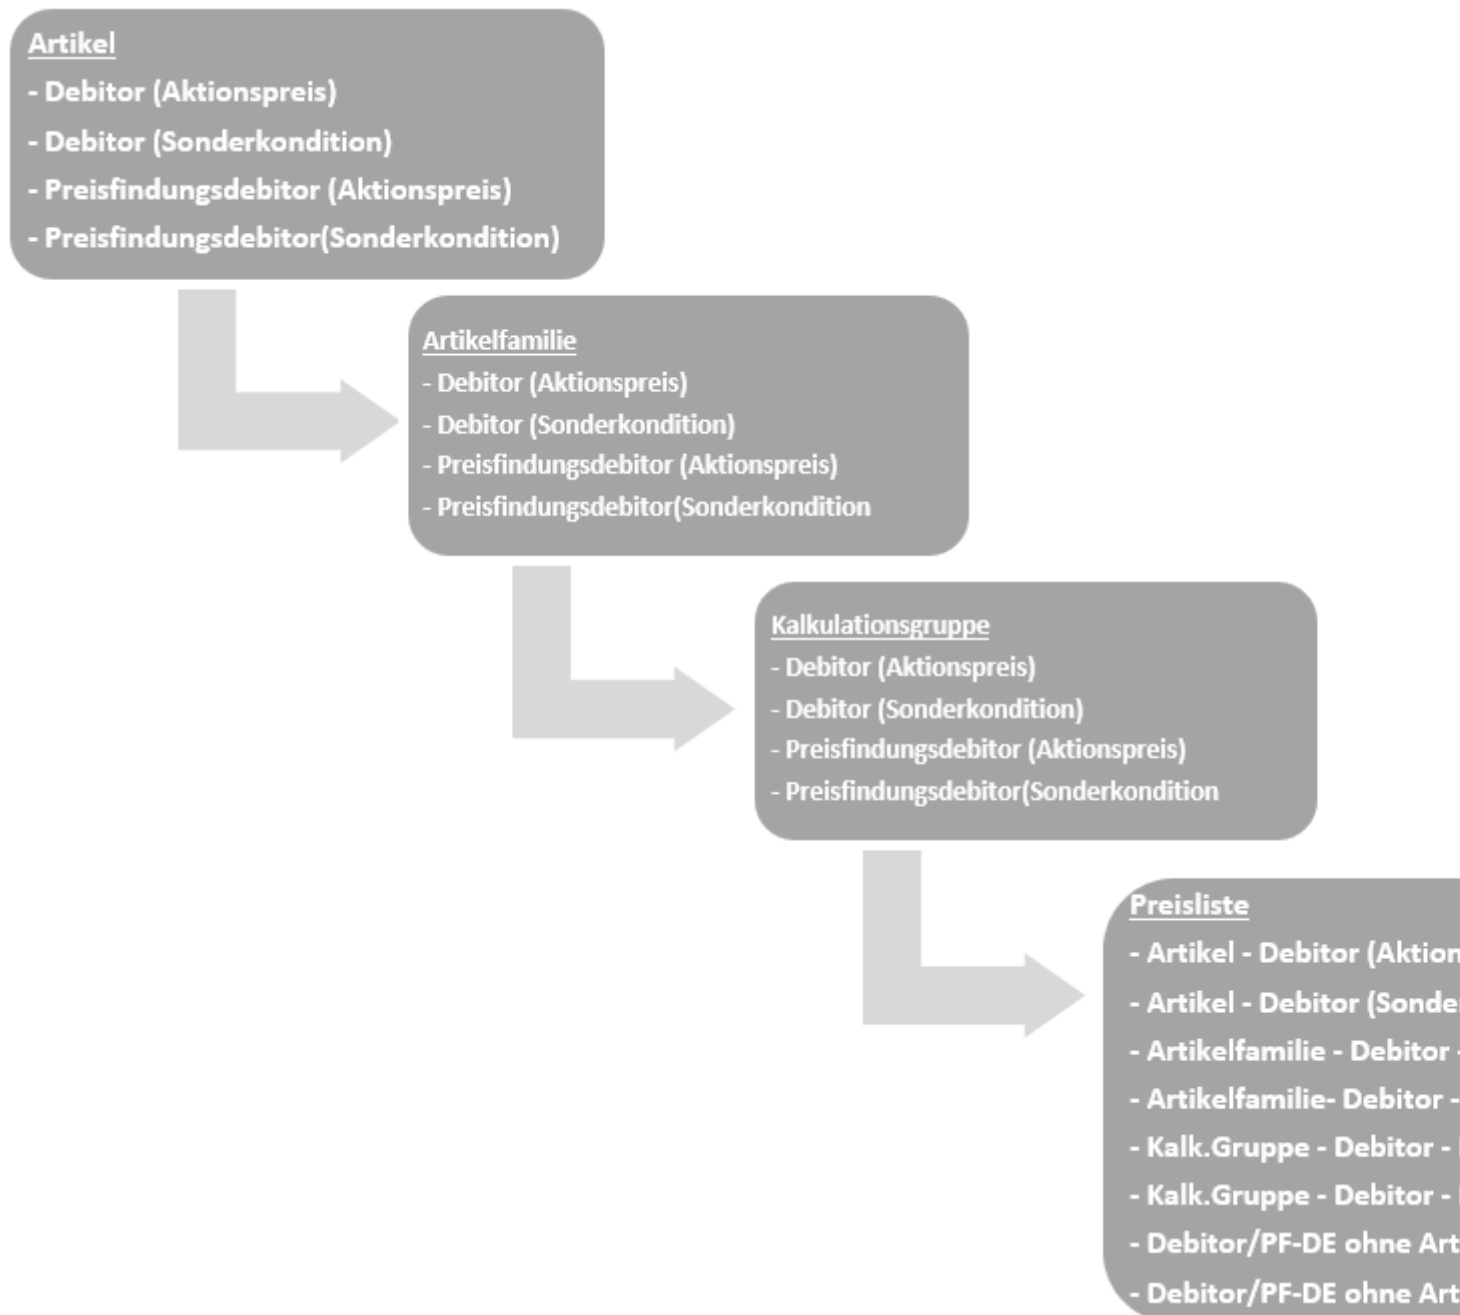 Artikel
- Debitor (Aktionspreis)
- Debitor (Sonderkondition)
- Preisfindungsdebitor (Aktionspreis)
- Preisfindungsdebitor(Sonderkondition)
Artikelfamilie
- Debitor (Aktionspreis)
- Debitor (Sonderkondition)
- Preisfindungsdebitor (Aktionspreis)
- Preisfindungsdebitor(Sonderkondition
Kalkulationsgruppe
- Debitor (Aktionspreis)
- Debitor (Sonderkondition)
- Preisfindungsdebitor (Aktionspreis)
- Preisfindungsdebitor(Sonderkondition
Preisliste
- Artikel - Debitor
- Artikel - Debitor
- Artikelfamilie - Debitor -
- Artikelfamilie- Debitor -
- Kalk.Gruppe - Debitor -
- Kalk.Gruppe - Debitor -
- Debitor/PF-DE ohne
- Debitor/PF-DE ohne